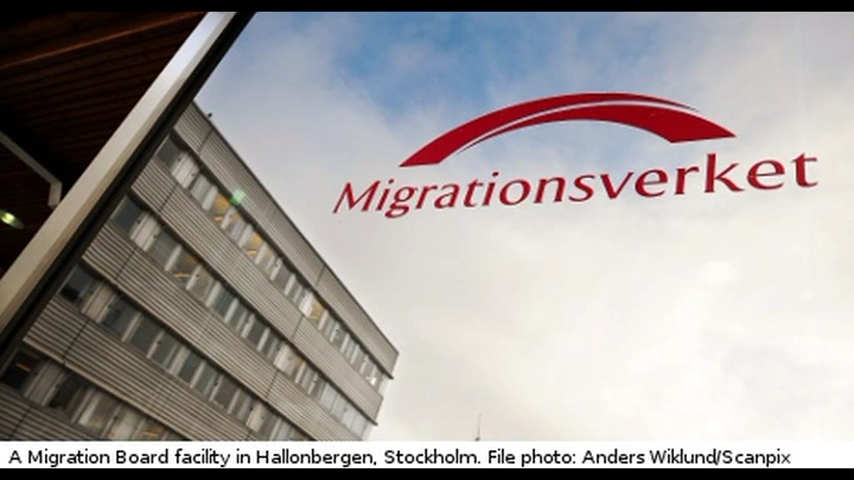 Migrationsverket
A Migration Board facility in Hallonbergen, Stockholm. File photo: Anders Wiklund/Scanpix